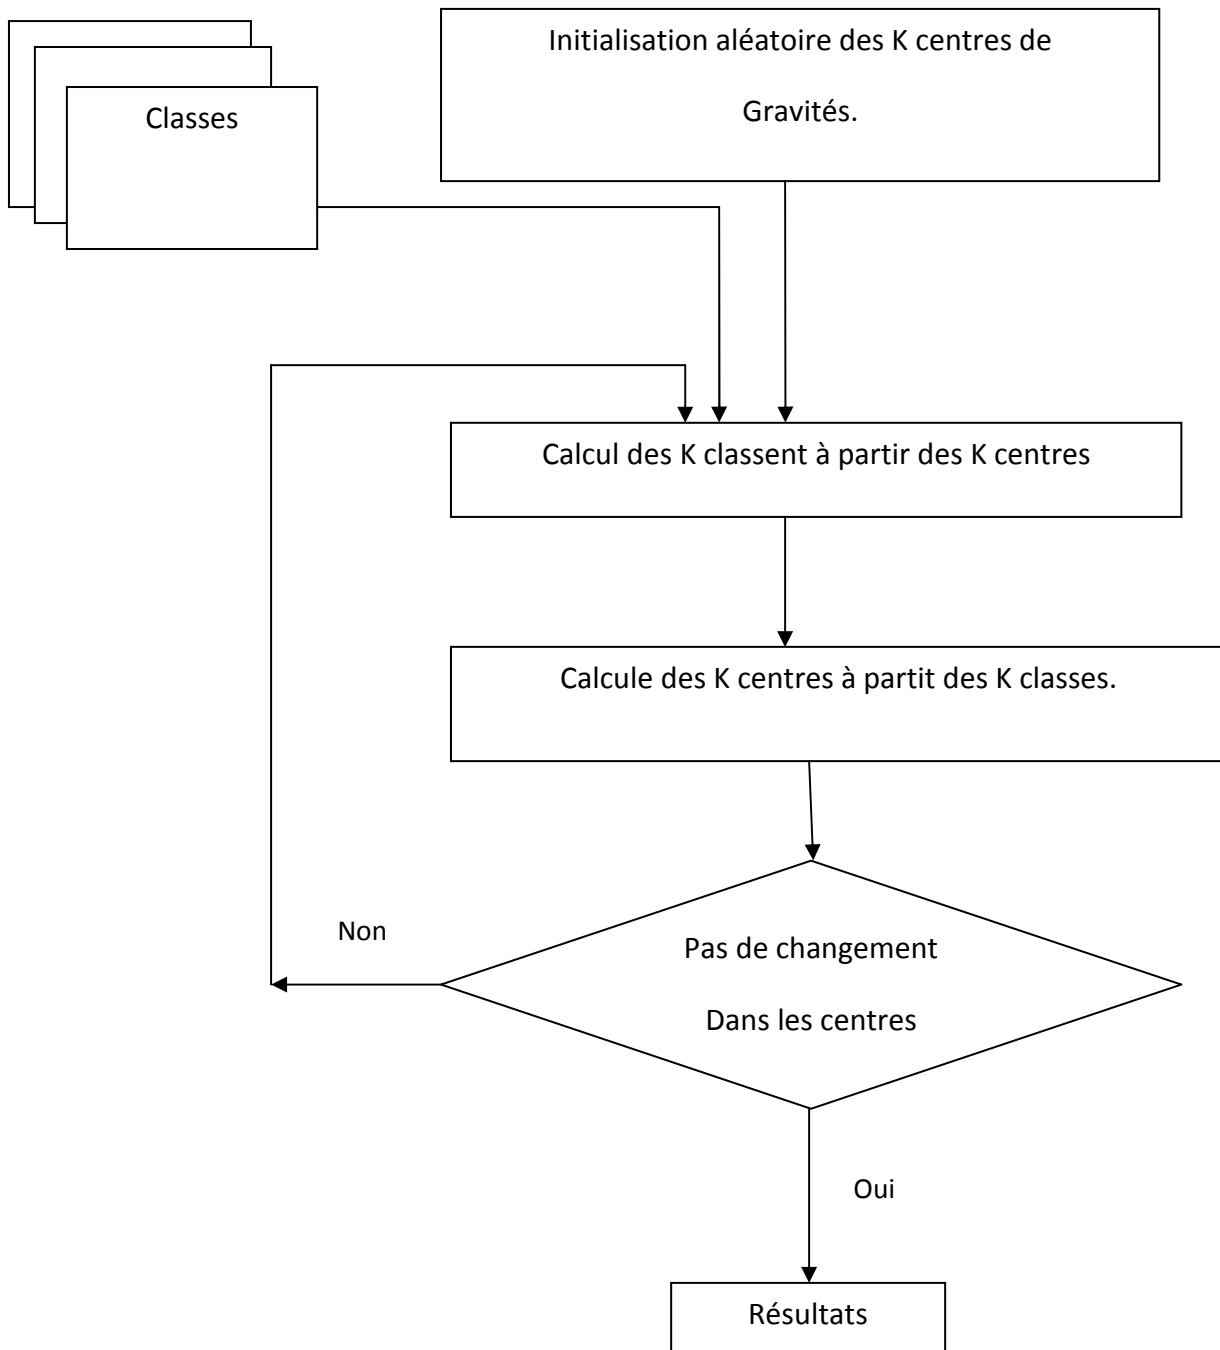 Initialisation aléatoire des K centres de
Gravités.
Classes
Calcul des K classent à partir des K centres
Calcule des K centres à partit des K classes.
Non
Pas de changement
Dans les centres
Oui
Résultats